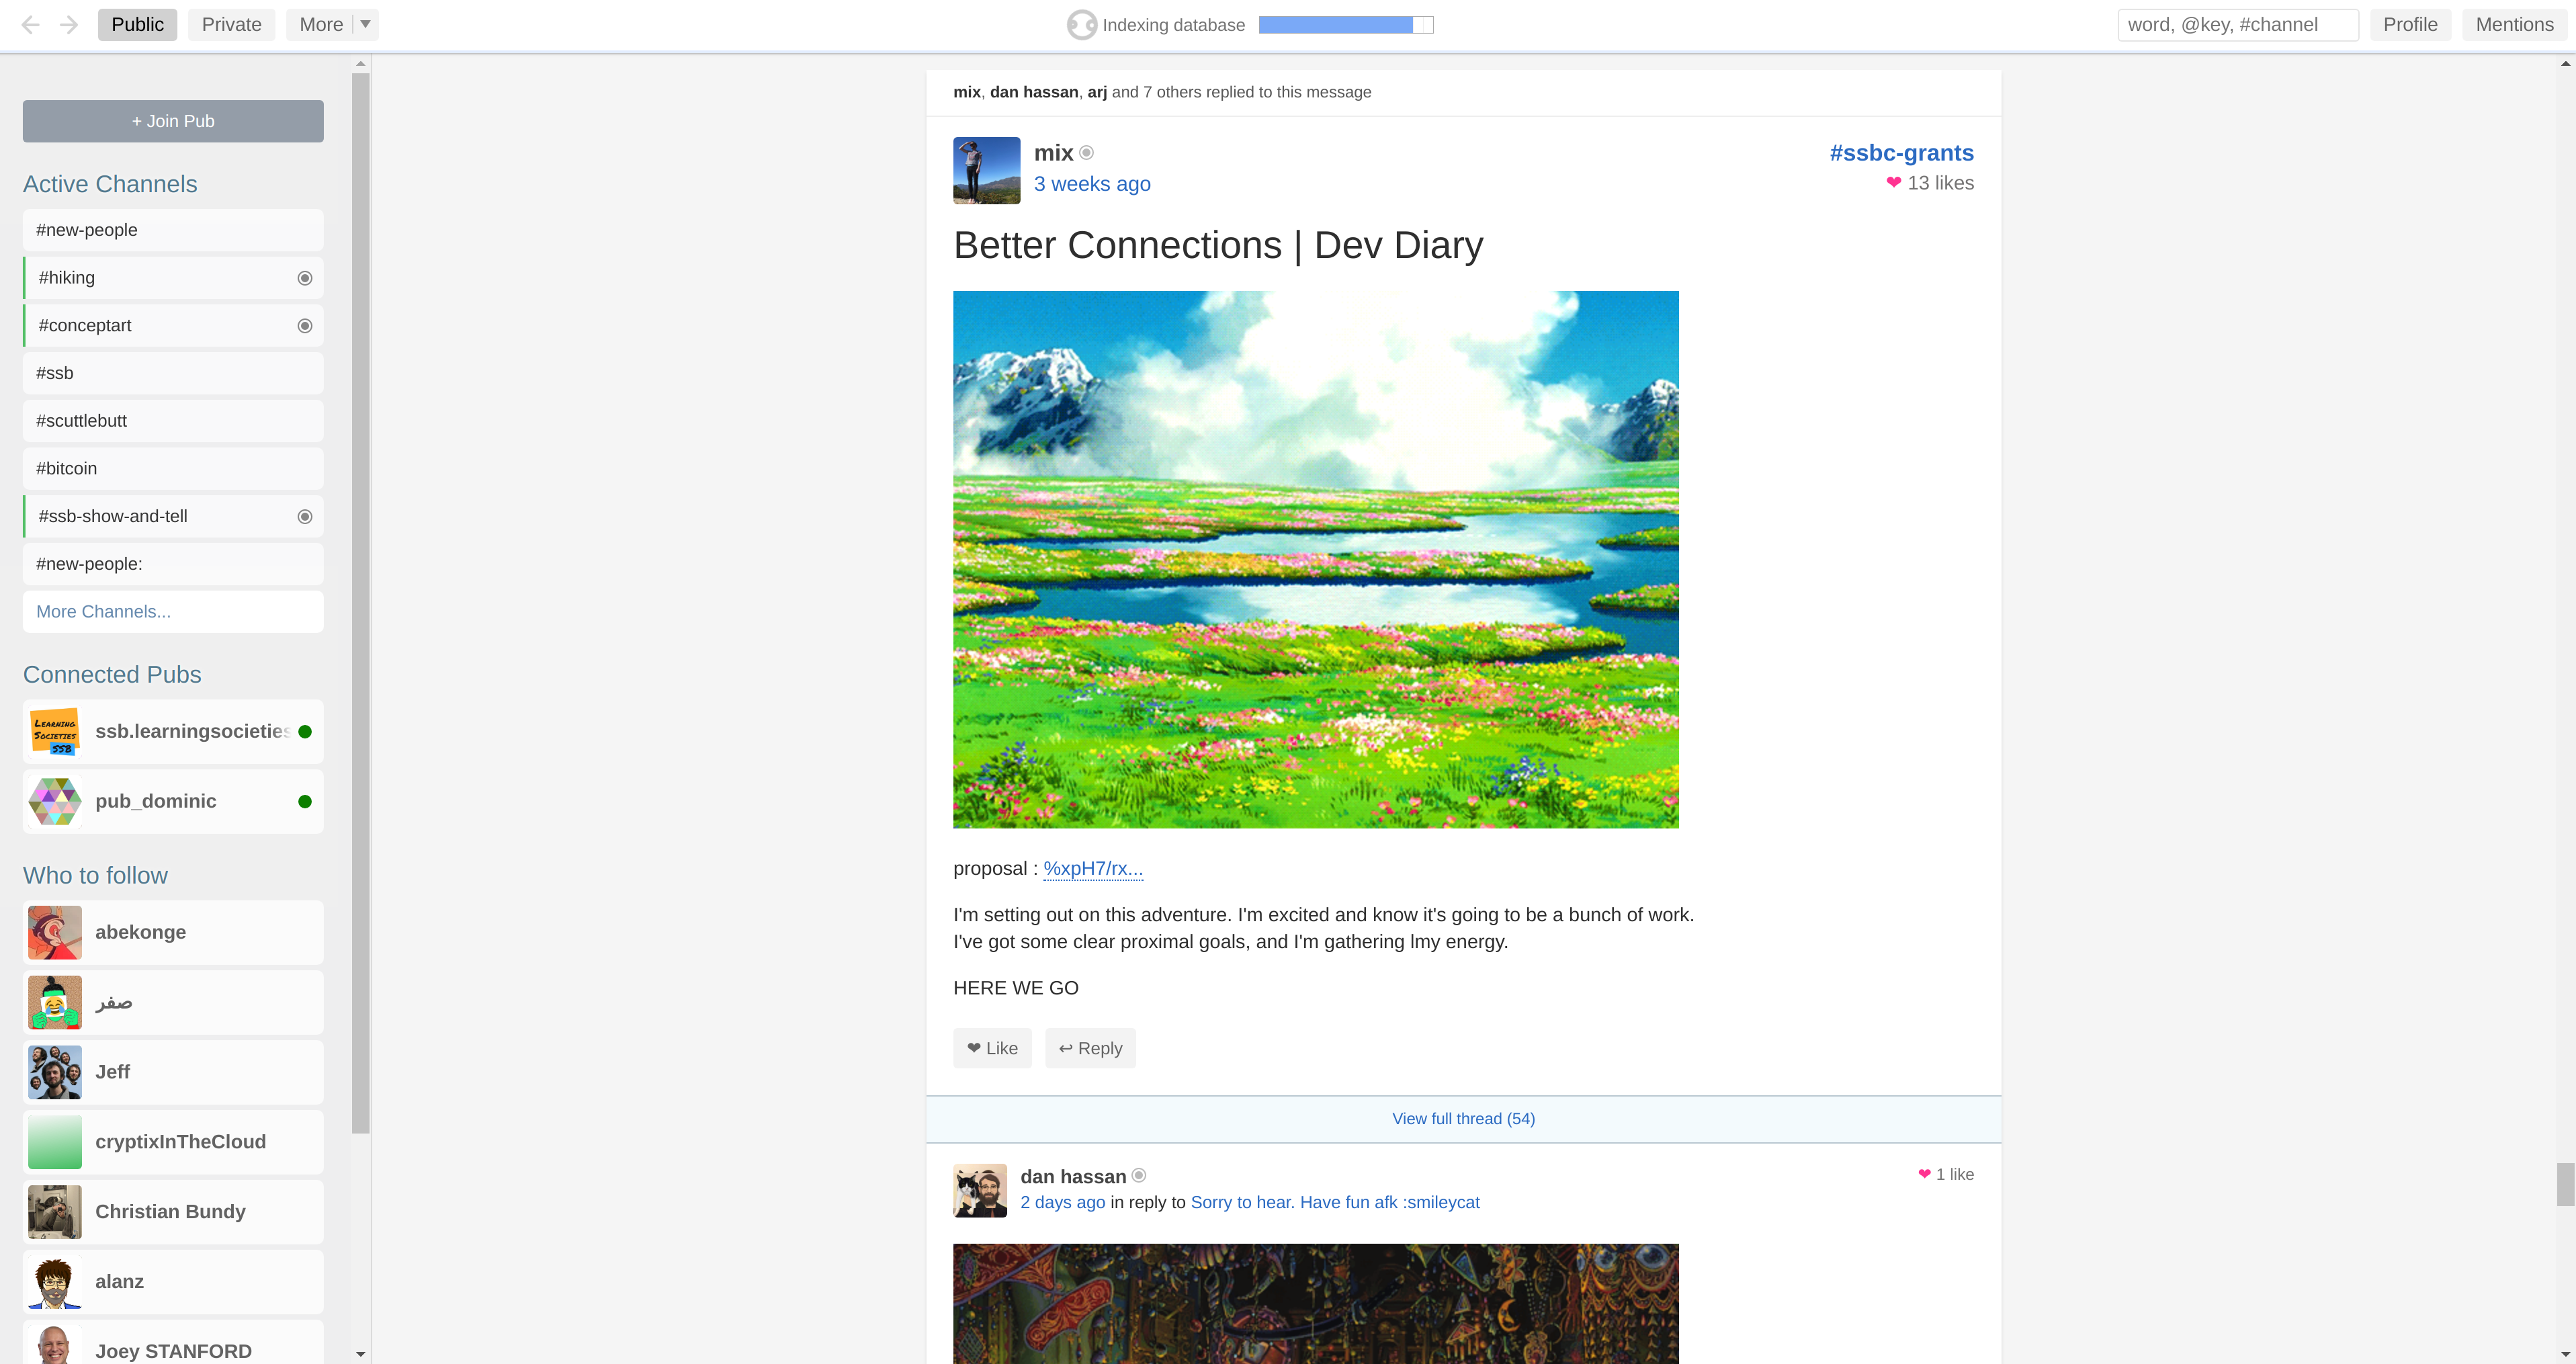 Public
Private
More
Indexing database
word, @key, #channel
Profile
Mentions
+ Join Pub
Active Channels
#new-people
#hiking
#conceptart
#ssb
#scuttlebutt
#bitcoin
#ssb-show-and-tell
#new-people:
More Channels...
Connected Pubs
LEARNING
SOCIETIES
SSB
ssb.learningsocieties
pub_dominic
Who to follow
abekonge
صفر
Jeff
cryptixInTheCloud
Christian Bundy
alanz
Joey STANFORD
mix, dan hassan, arj and 7 others replied to this message
mix
#ssbc-grants
3 weeks ago
❤ 13 likes
Better Connections | Dev Diary
proposal : %xpH7/rx...
I'm setting out on this adventure. I'm excited and know it's going to be a bunch of work.
I've got some clear proximal goals, and I'm gathering lmy energy.
HERE WE GO
❤ Like
↩ Reply
View full thread (54)
dan hassan
❤ 1 like
2 days ago in reply to Sorry to hear. Have fun afk :smileycat